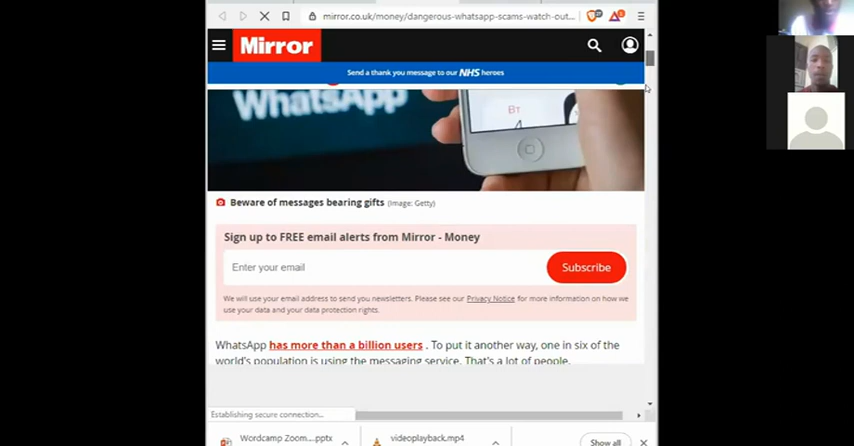 mirror.co.uk/money/dangerous-whatsapp-scams-watch-out...
Mirror
Send a thank you message to our NHS heroes
WhatsApp
Вт
4
Beware of messages bearing gifts (Image: Getty)
Sign up to FREE email alerts from Mirror - Money
Enter your email
Subscribe
We will use your email address to send you newsletters. Please see our Privacy Notice for more information on how we
use your data and your data protection rights.
WhatsApp has more than a billion users . To put it another way, one in six of the
world's population is using the messaging service. That's a lot of people.
Establishing secure connection...
Wordcamp Zoom....pptx
videoplayback.mp4
Show all